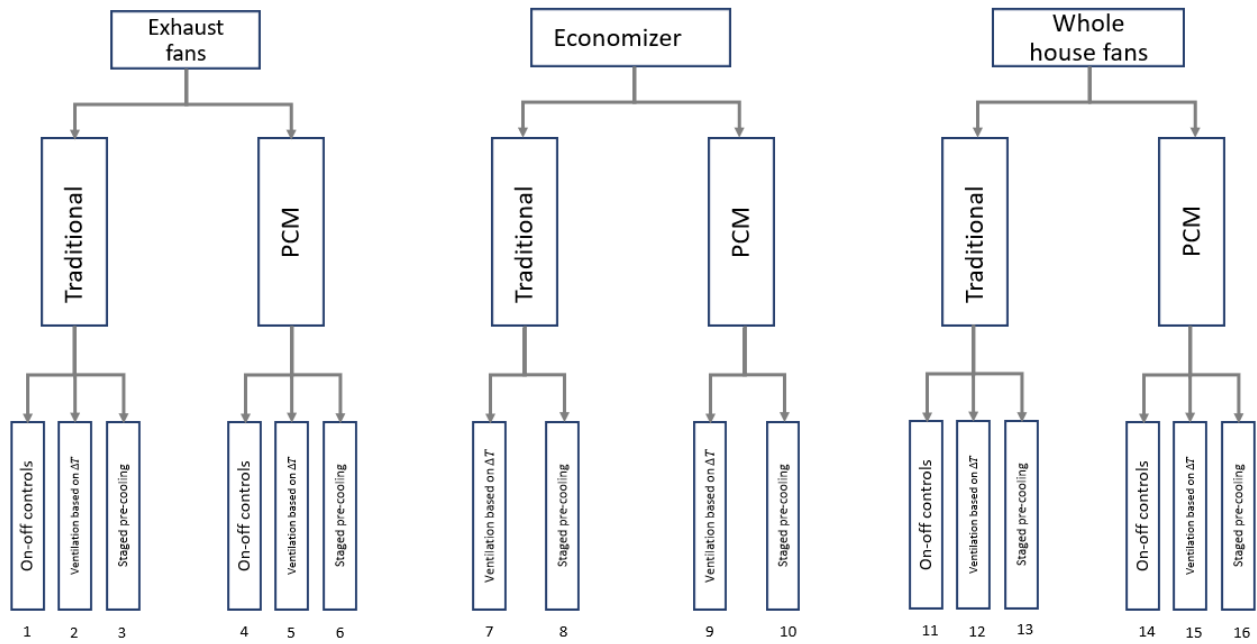 Exhaust
fans
Economizer
Whole
house fans
Traditional
PCM
Traditional
PCM
Traditional
PCM
On-off controls
Ventilation based on ΔT
Staged pre-cooling
On-off controls
Ventilation based on ΔT
Staged pre-cooling
Ventilation based on ΔT
Staged pre-cooling
Ventilation based on ΔT
Staged pre-cooling
On-off controls
Ventilation based on ΔT
Staged pre-cooling
On-off controls
Ventilation based on ΔT
Staged pre-cooling
1 2 3 4 5 6 7 8 9 10 11 12 13 14 15 16